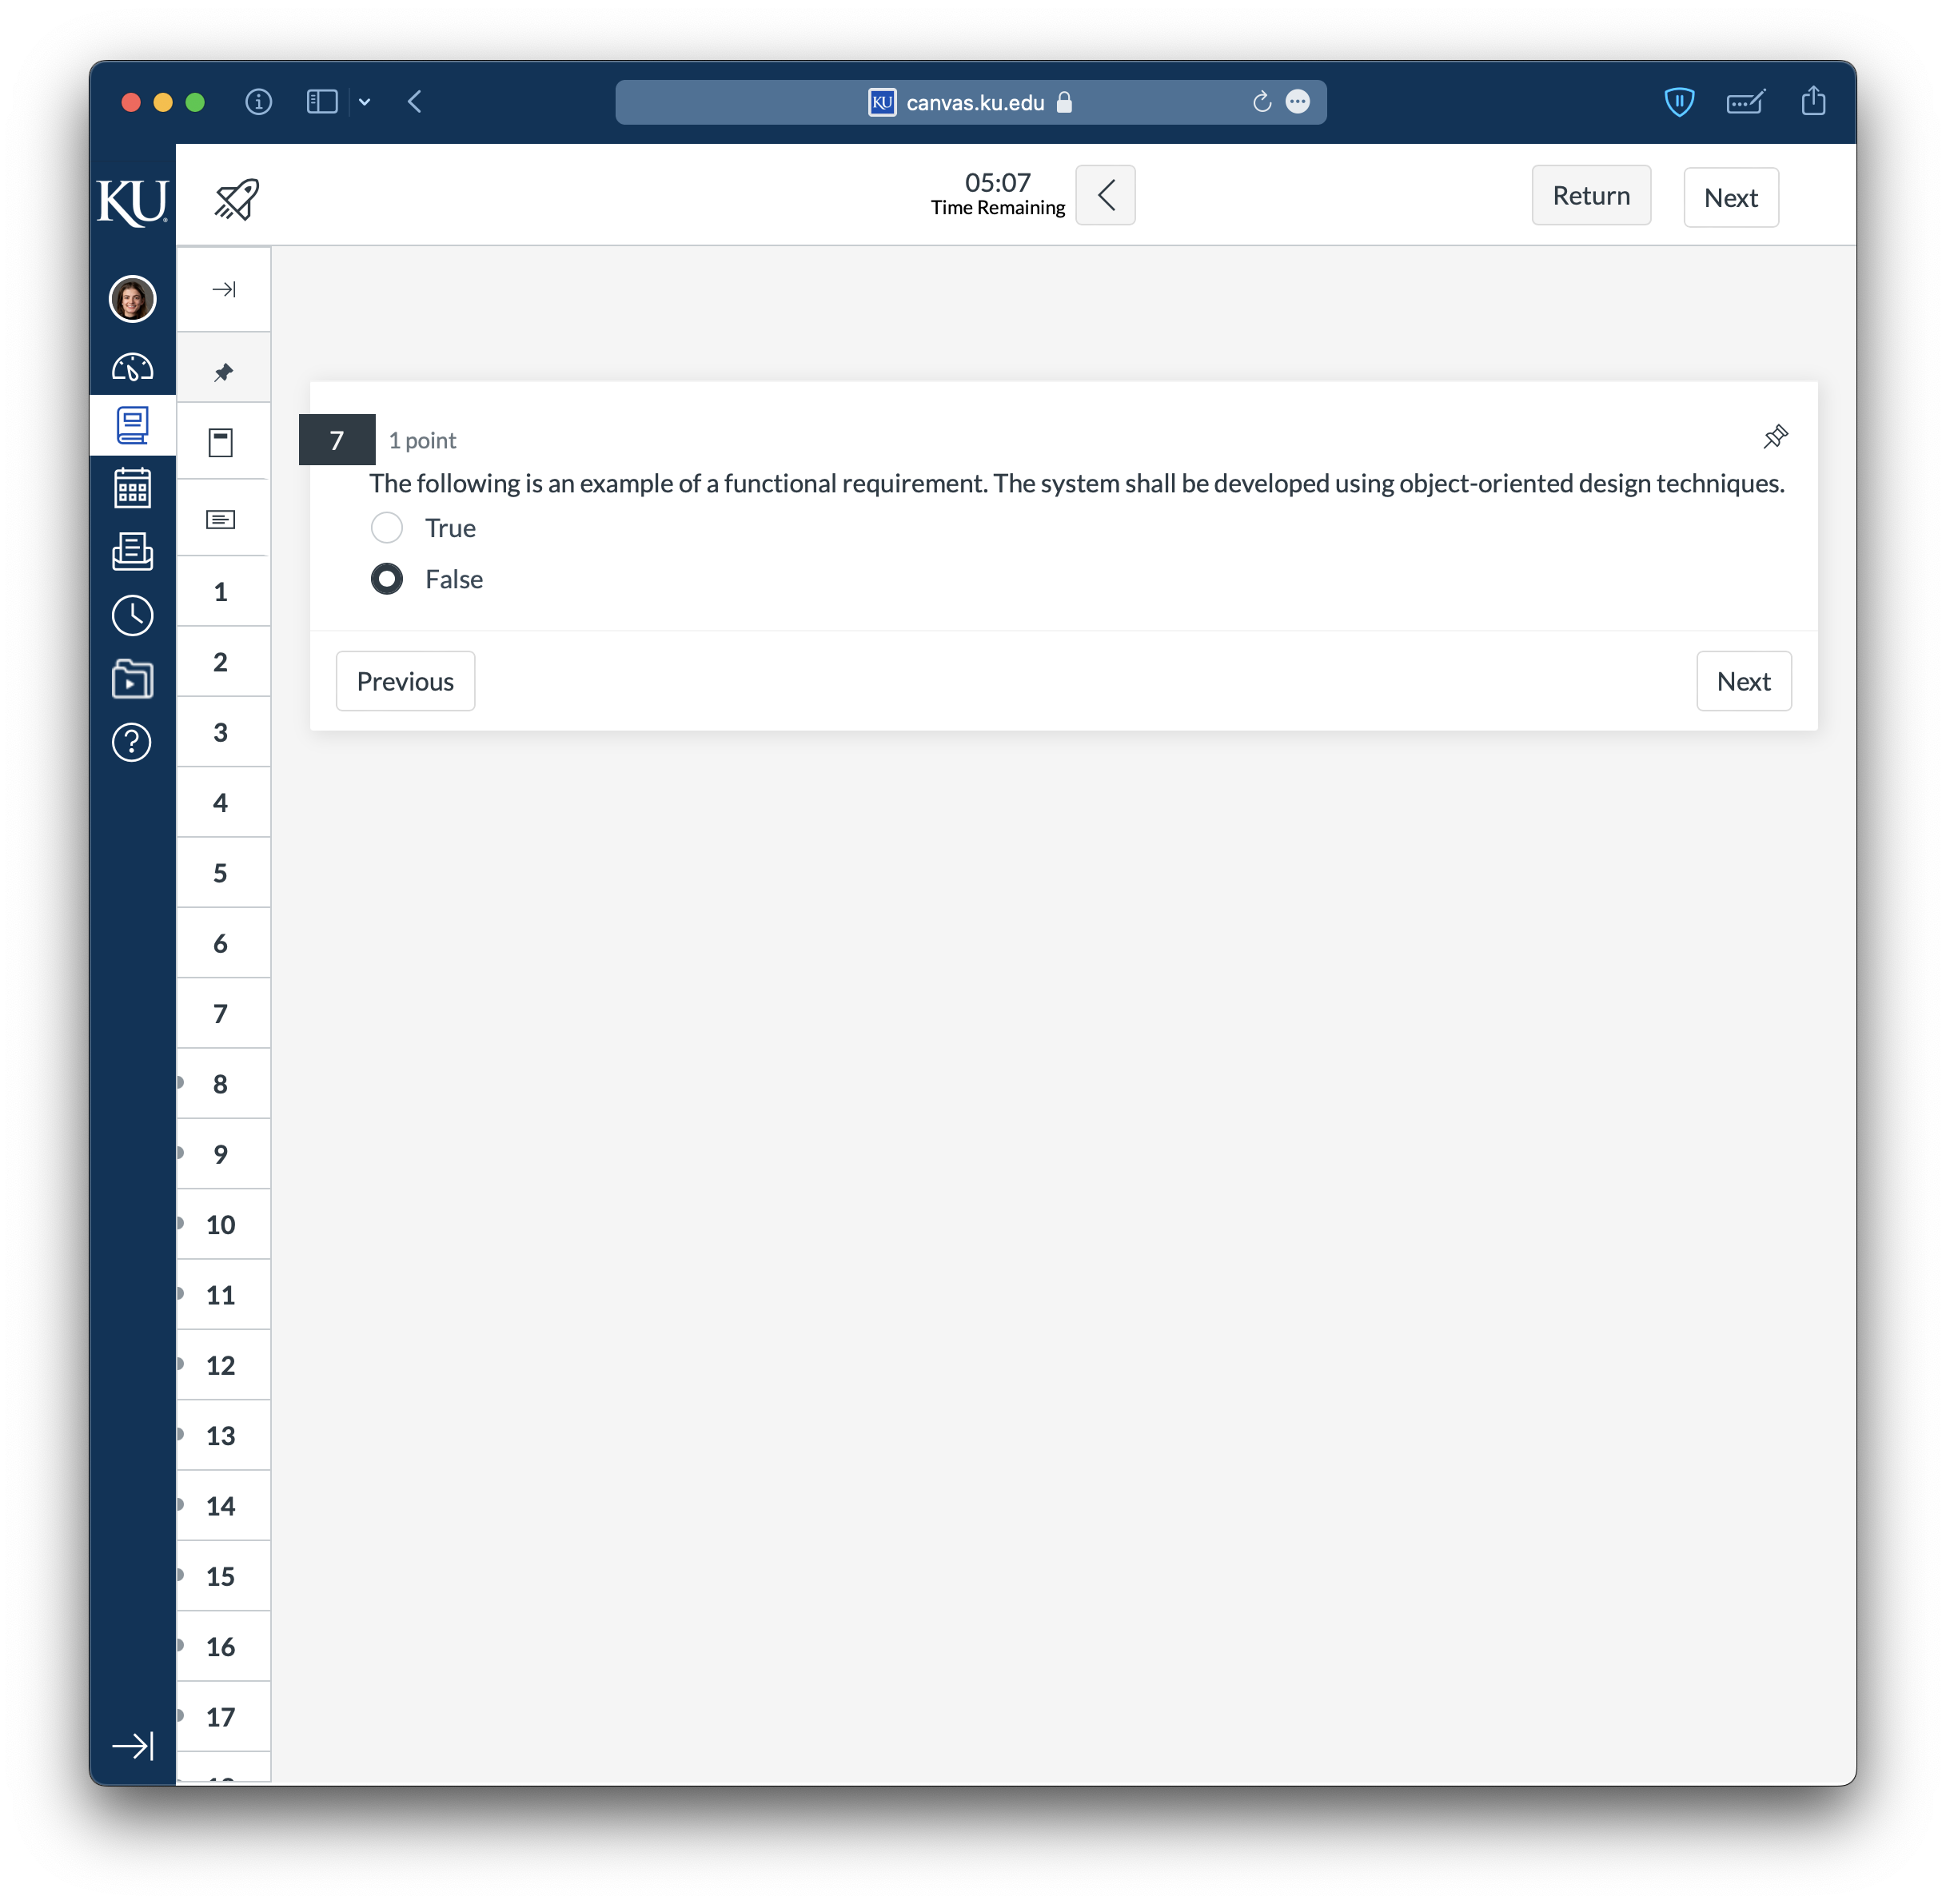 canvas.ku.edu
KU
05:07
Time Remaining
Return
Next
7
1 point
The following is an example of a functional requirement. The system shall be developed using object-oriented design techniques.
True
False
Previous
Next
1
2
3
4
5
6
7
8
9
10
11
12
13
14
15
16
17